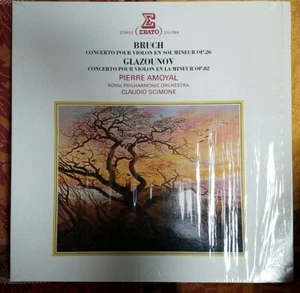 ERATO
STEREO
BRUCH
CONCERTO POUR VIOLON EN SOL MINEUR OP.26
GLAZOUNOV
CONCERTO POUR VIOLON EN LA MINEUR OP.82
PIERRE AMOYAL
ROYAL PHILHARMONIC ORCHESTRA
CLAUDIO SCIMONE